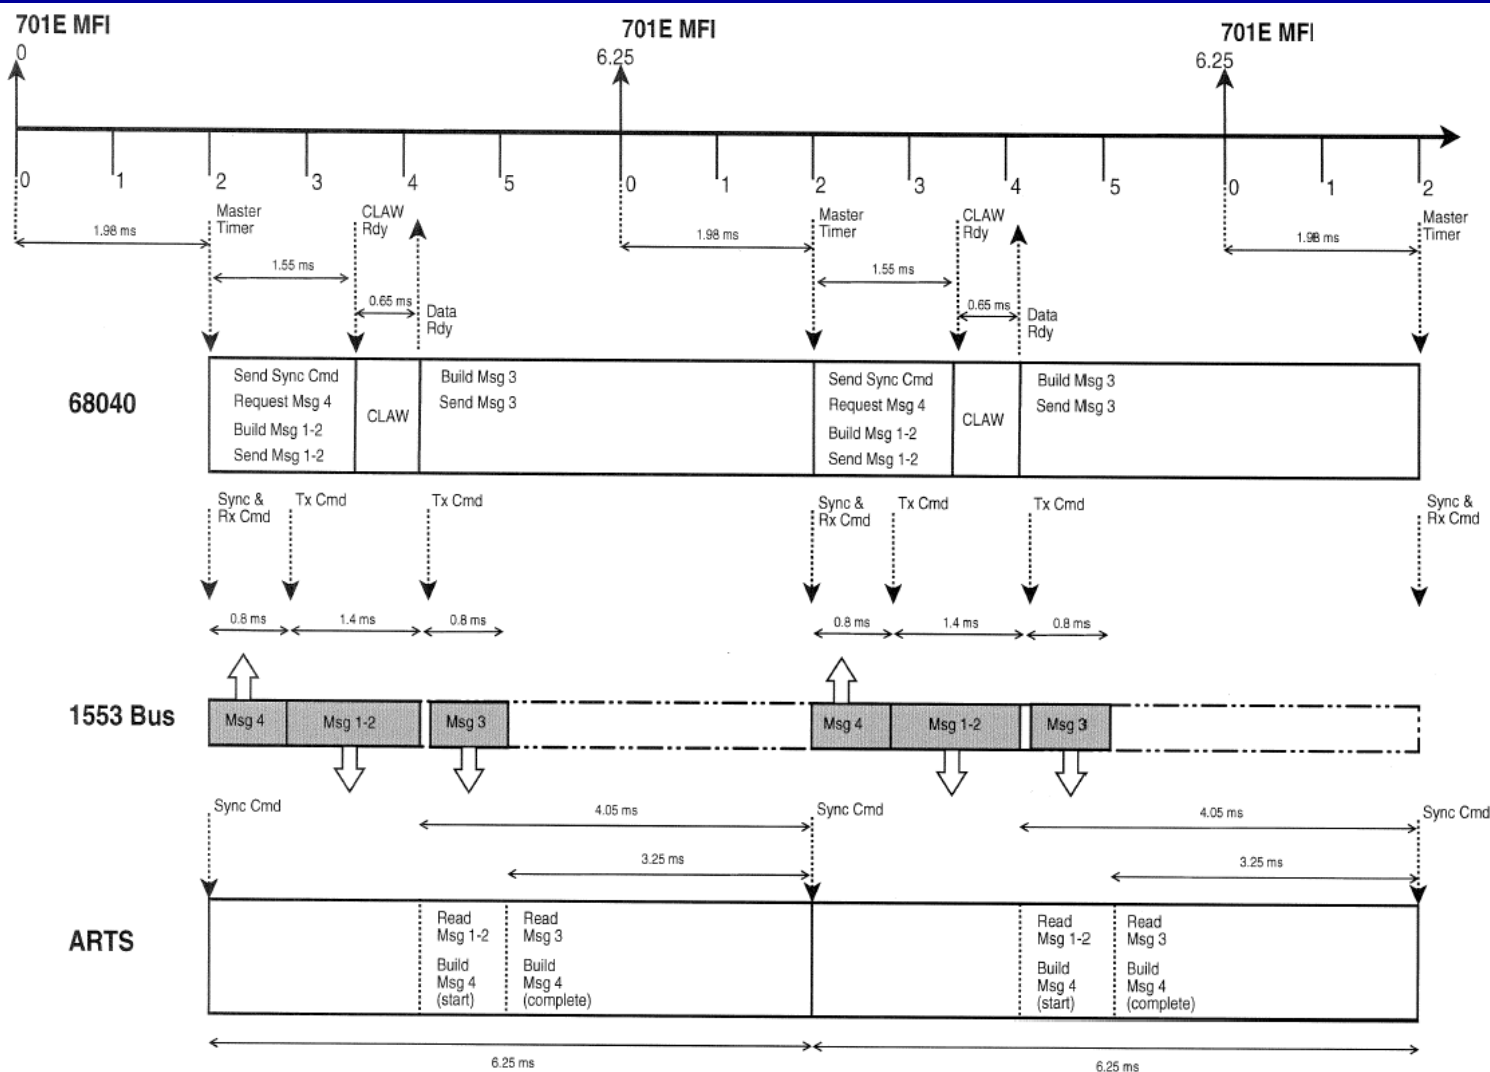 701E MFI
701E MFI
701E MFI
0
6.25
6.25
0
1
2
3
4
5
0
1
2
3
4
5
0
1
2
Master
Timer
CLAW
Rdy
Master
Timer
CLAW
Rdy
Master
Timer
1.98 ms
1.98 ms
1.98 ms
1.55 ms
1.55 ms
0.65 ms
Data
Rdy
0.65 ms
Data
Rdy
68040
Send Sync Cmd
Request Msg 4
Build Msg 1-2
Send Msg 1-2
CLAW
Build Msg 3
Send Msg 3
Send Sync Cmd
Request Msg 4
Build Msg 1-2
Send Msg 1-2
CLAW
Build Msg 3
Send Msg 3
Sync &
Rx Cmd
Tx Cmd
Tx Cmd
Sync &
Rx Cmd
Tx Cmd
Tx Cmd
Sync &
Rx Cmd
0.8 ms
1.4 ms
0.8 ms
0.8 ms
1.4 ms
0.8 ms
1553 Bus
Msg 4
Msg 1-2
Msg 3
Msg 4
Msg 1-2
Msg 3
Sync Cmd
4.05 ms
Sync Cmd
4.05 ms
Sync Cmd
3.25 ms
3.25 ms
ARTS
Read
Msg 1-2
Build
Msg 4
(start)
Read
Msg 3
Build
Msg 4
(complete)
Read
Msg 1-2
Build
Msg 4
(start)
Read
Msg 3
Build
Msg 4
(complete)
6.25 ms
6.25 ms